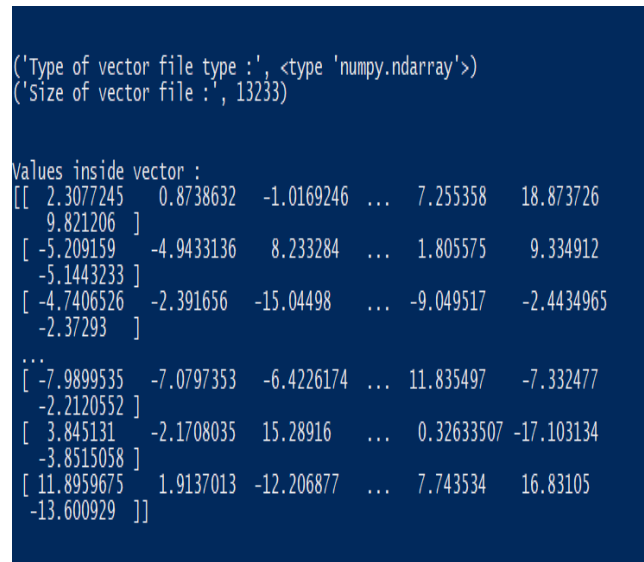 ('Type of vector file type :', <type 'numpy.ndarray'>)
('Size of vector file :', 13233)
Values inside vector :
[[  2.3077245    0.8738632   -1.0169246  ...   7.255358    18.873726
    9.821206  ]
 [ -5.209159    -4.9433136    8.233284   ...   1.805575     9.334912
   -5.1443233 ]
 [ -4.7406526   -2.391656   -15.04498    ...  -9.049517    -2.4434965
   -2.37293   ]
 ...
 [ -7.9899535   -7.0797353   -6.4226174  ...  11.835497    -7.332477
   -2.2120552 ]
 [  3.845131    -2.1708035   15.28916    ...   0.32633507 -17.103134
   -3.8515058 ]
 [ 11.8959675    1.9137013  -12.206877   ...   7.743534    16.83105
  -13.600929  ]]